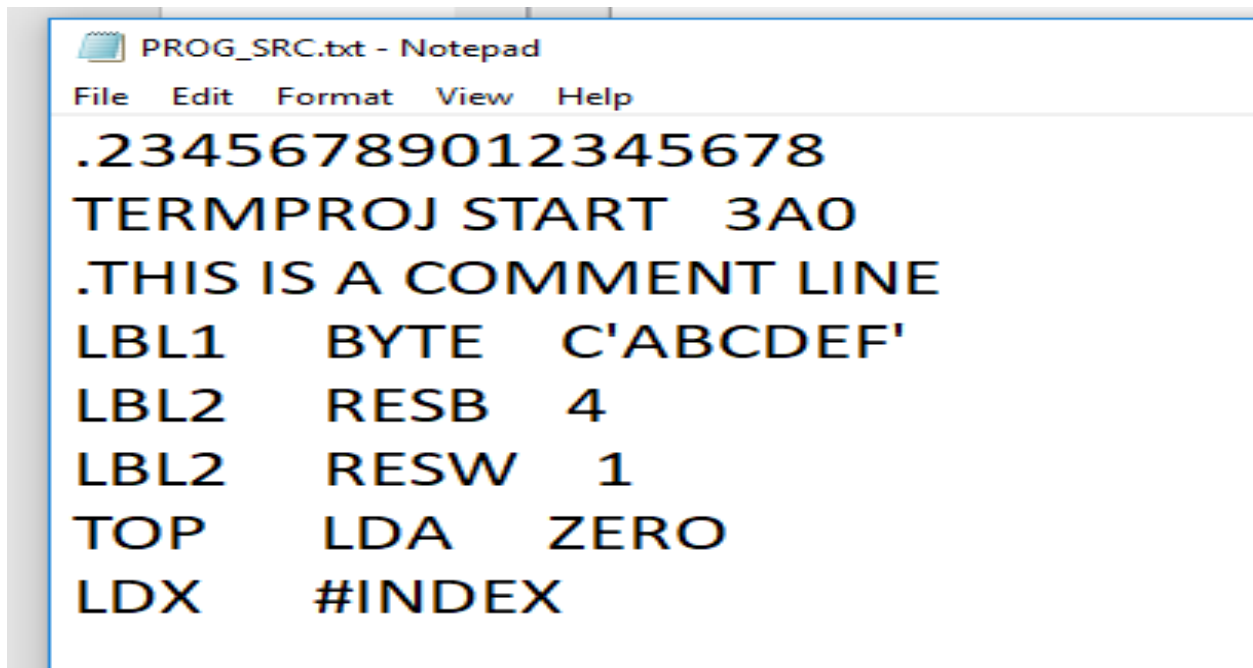 PROG_SRC.txt - Notepad
File Edit Format View Help
.23456789012345678
TERMPROJ START 3A0
.THIS IS A COMMENT LINE
LBL1 BYTE C'ABCDEF'
LBL2 RESB 4
LBL2 RESW 1
TOP LDA ZERO
LDX #INDEX